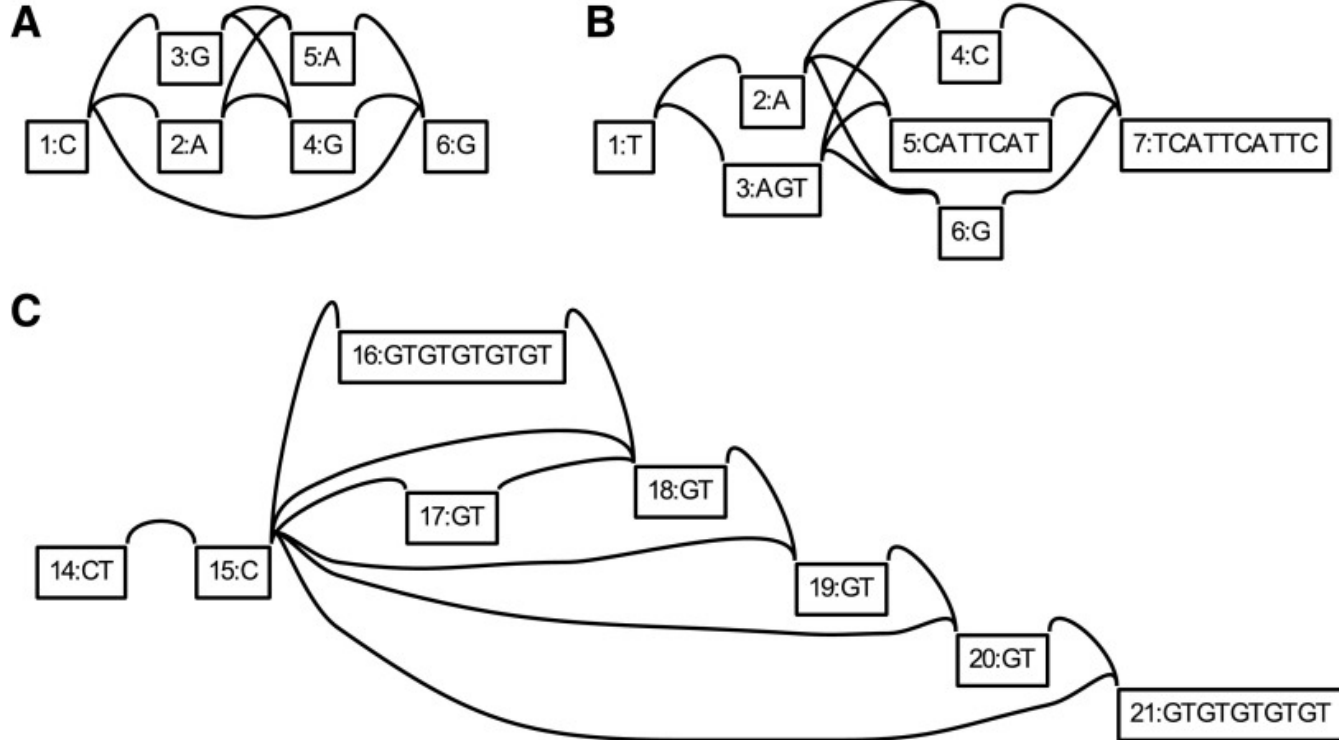 A
3:G
5:A
1:C
2:A
4:G
6:G
B
4:C
2:A
1:T
5:CATTCAT
7:TCATTCATTC
3:AGT
6:G
C
16:GTGTGTGTGT
18:GT
17:GT
14:CT
15:C
19:GT
20:GT
21:GTGTGTGTGT